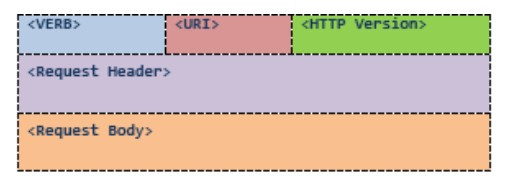 <VERB> <URI> <HTTP Version>
<Request Header>
<Request Body>